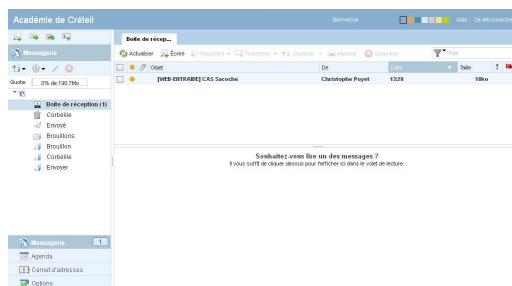 Académie de Créteil
Bienvenue
Aide Se déconnecter
Boîte de récep...
Messagerie
Actualiser Écrire Répondre Transférer Déplacer Imprimer Supprimer
Objet De Date Taille
[WEB-ENTRAIDE] CAS Sacoche Christophe Poyet 13:28 18ko
Quota: 0% de 190.7Mo
Boîte de réception (1)
Corbeille
Envoyé
Brouillons
Brouillon
Corbeille
Envoyer
Souhaitez-vous lire un des messages ?
Il vous suffit de cliquer dessus pour l'afficher ici dans le volet de lecture.
Messagerie 1
Agenda
Carnet d'adresses
Options